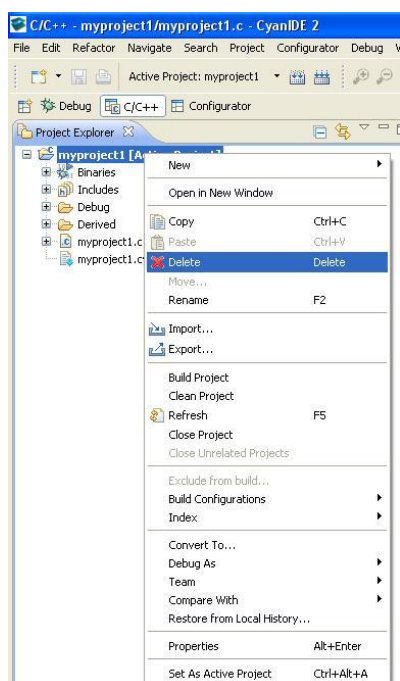 C/C++ - myproject1/myproject1.c - CyanIDE 2
File Edit Refactor Navigate Search Project Configurator Debug
Active Project: myproject1
Debug C/C++ Configurator
Project Explorer
myproject1 [Active Project]
Binaries
Includes
Debug
Derived
myproject1.c
myproject1.c
New
Open in New Window
Copy Ctrl+C
Paste Ctrl+V
Delete Delete
Move...
Rename F2
Import...
Export...
Build Project
Clean Project
Refresh F5
Close Project
Close Unrelated Projects
Exclude from build...
Build Configurations
Index
Convert To...
Debug As
Team
Compare With
Restore from Local History...
Properties Alt+Enter
Set As Active Project Ctrl+Alt+A